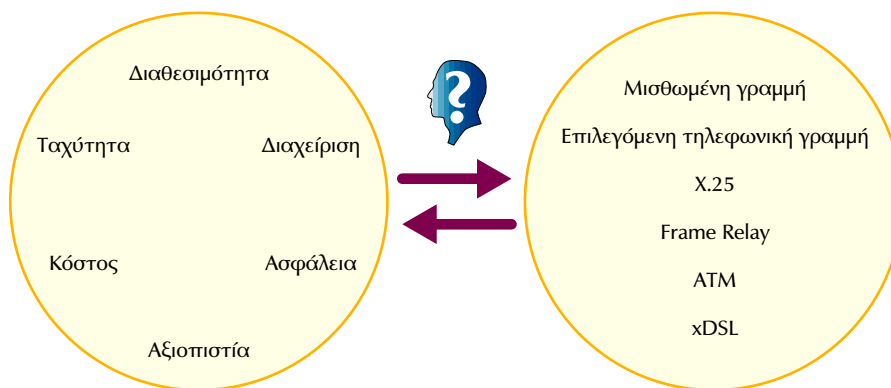 Διαθεσιμότητα
Ταχύτητα
Διαχείριση
Κόστος
Ασφάλεια
Αξιοπιστία
?
Μισθωμένη γραμμή
Επιλεγόμενη τηλεφωνική γραμμή
X.25
Frame Relay
ATM
xDSL